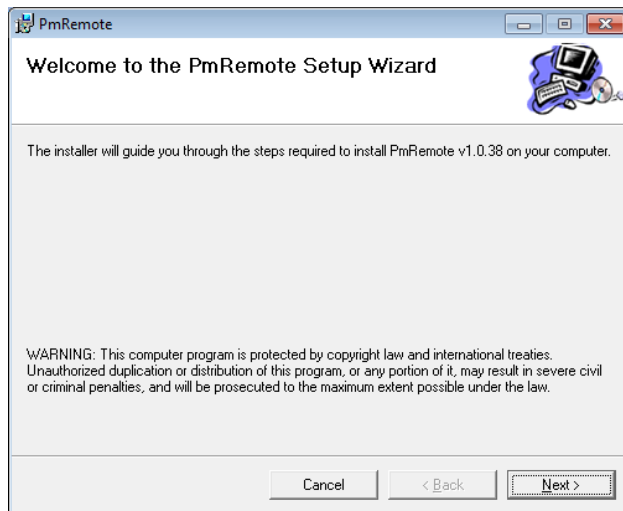 PmRemote
Welcome to the PmRemote Setup Wizard
The installer will guide you through the steps required to install PmRemote v1.0.38 on your computer.
WARNING: This computer program is protected by copyright law and international treaties.
Unauthorized duplication or distribution of this program, or any portion of it, may result in severe civil
or criminal penalties, and will be prosecuted to the maximum extent possible under the law.
Cancel
< Back
Next >